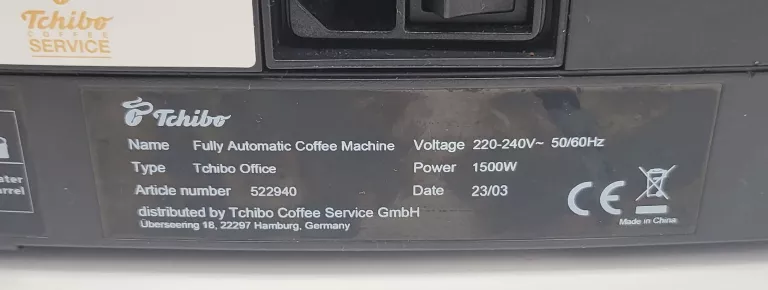 Tchibo
COFFEE
SERVICE
Tchibo
Name Fully Automatic Coffee Machine Voltage 220-240V~ 50/60Hz
Type Tchibo Office Power 1500W
Article number 522940 Date 23/03
distributed by Tchibo Coffee Service GmbH
Überseering 18, 22297 Hamburg, Germany
CE
Made in China